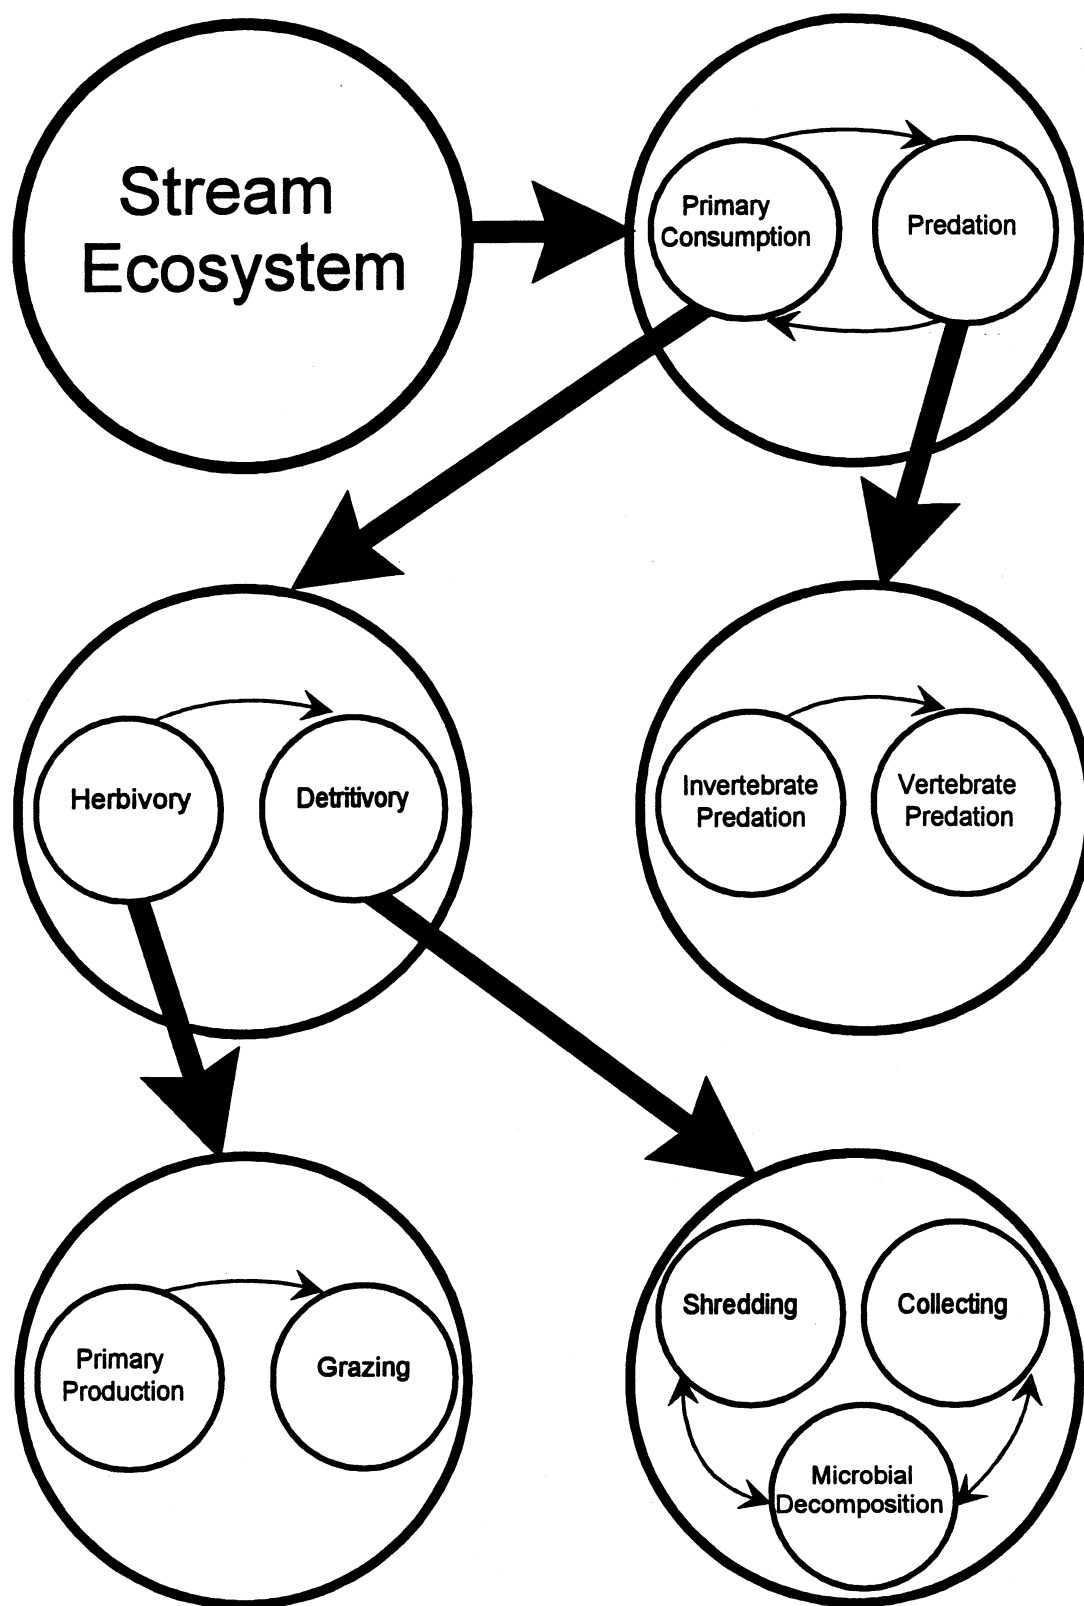 Stream
Ecosystem
Primary
Consumption
Predation
Herbivory
Detritivory
Invertebrate
Predation
Vertebrate
Predation
Primary
Production
Grazing
Shredding
Collecting
Microbial
Decomposition